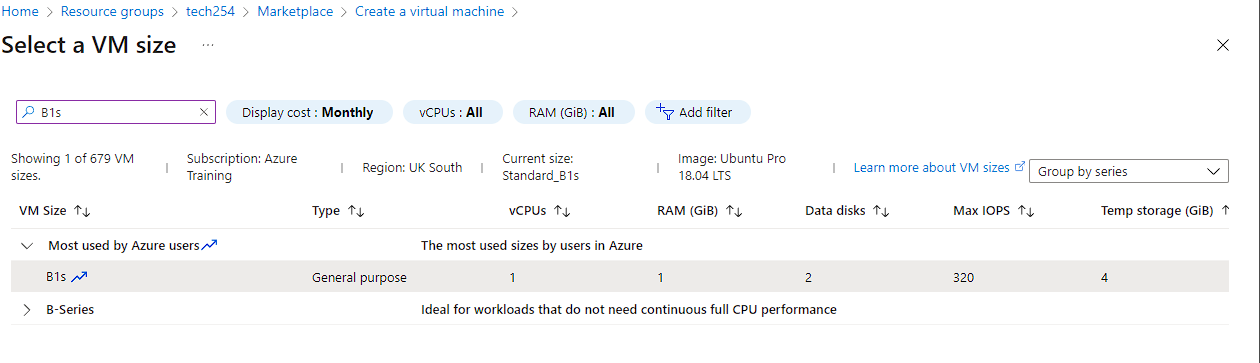 Home > Resource groups > tech254 > Marketplace > Create a virtual machine >
Select a VM size ...
B1s
Display cost : Monthly
vCPUs : All
RAM (GiB) : All
Add filter
Showing 1 of 679 VM
sizes.
Subscription: Azure
Training
Region: UK South
Current size:
Standard_B1s
Image: Ubuntu Pro
18.04 LTS
Learn more about VM sizes
Group by series
VM Size Type vCPUs RAM (GiB) Data disks Max IOPS Temp storage (GiB)
Most used by Azure users The most used sizes by users in Azure
B1s General purpose 1 1 2 320 4
B-Series Ideal for workloads that do not need continuous full CPU performance